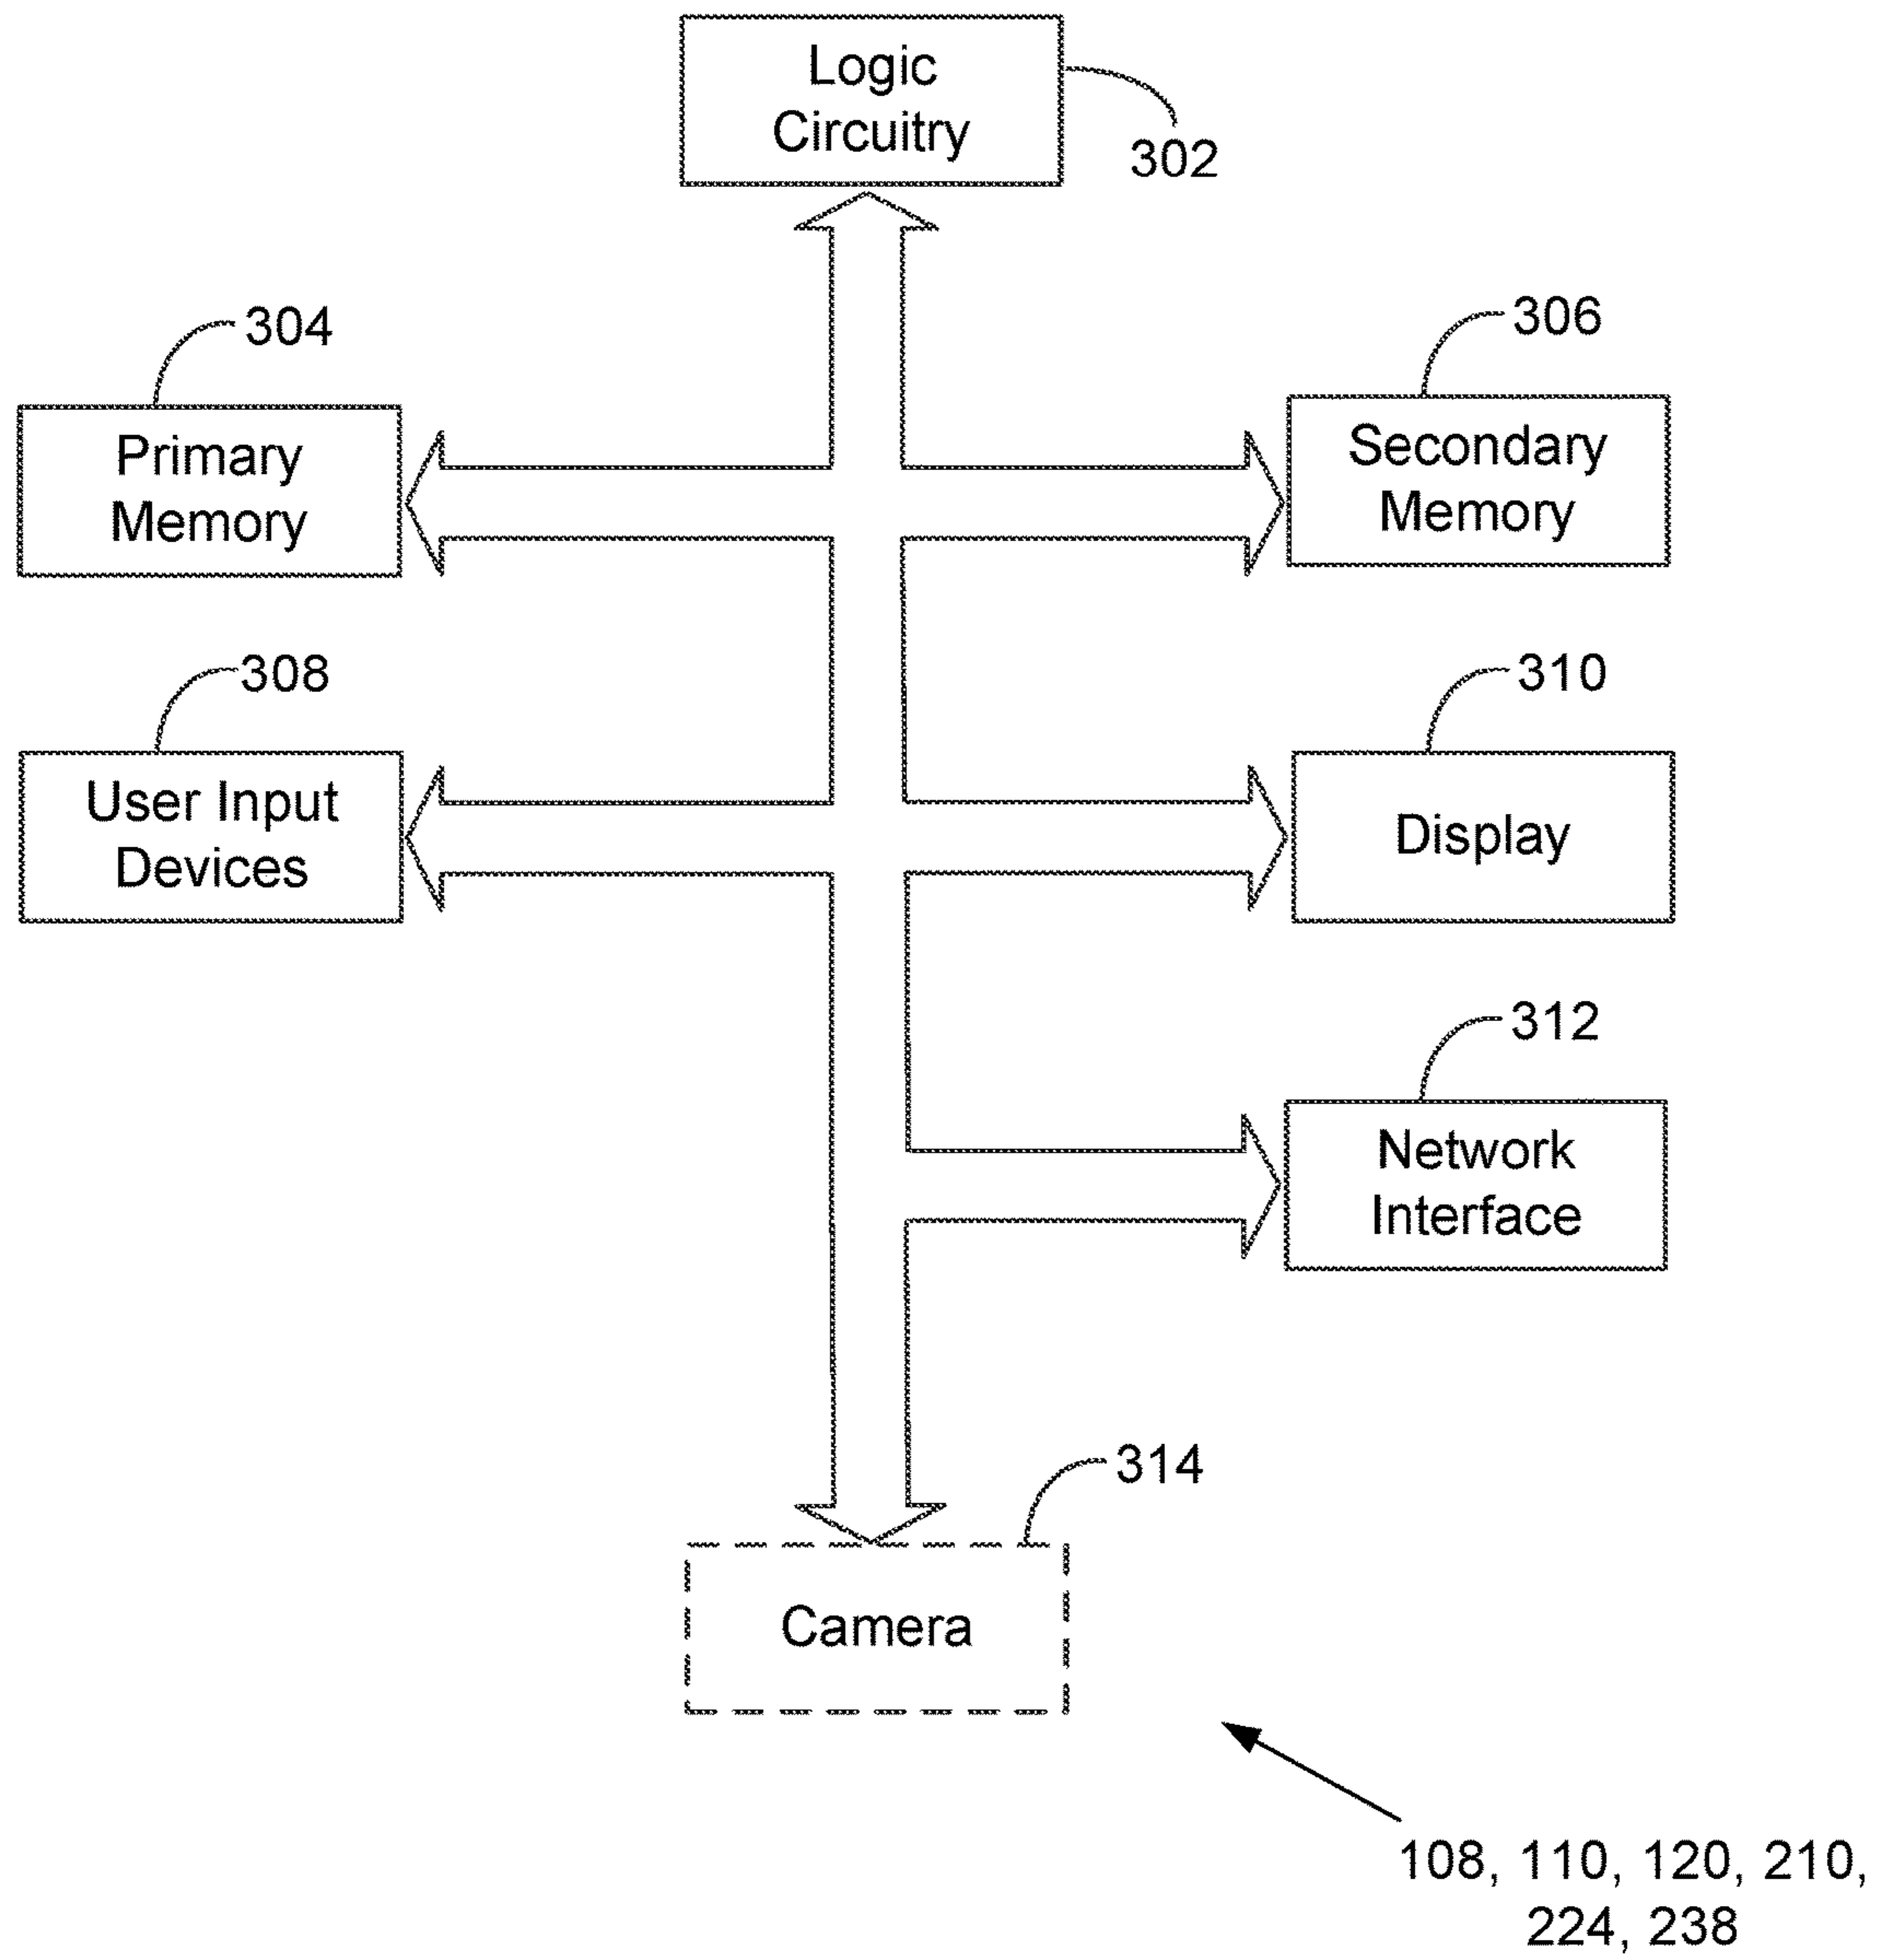 Logic
Circuitry
302
304
306
Primary
Memory
Secondary
Memory
308
310
User Input
Devices
Display
312
Network
Interface
314
Camera
108, 110, 120, 210,
224, 238